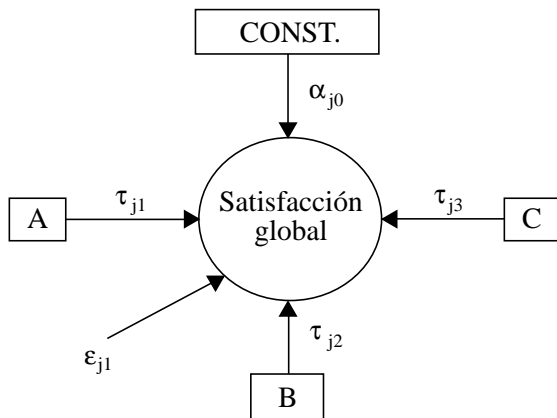 CONST.
α_j0
A
τ_j1
Satisfacción
global
τ_j3
C
ε_j1
τ_j2
B